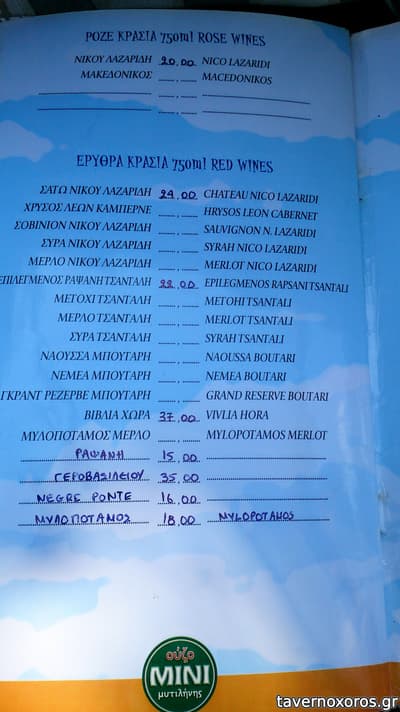 ΡΟΖΕ ΚΡΑΣΙΑ 750ml ROSE WINES
ΝΙΚΟΥ ΛΑΖΑΡΙΔΗ 20,00 NICO LAZARIDI
ΜΑΚΕΔΟΝΙΚΟΣ MACEDONIKOS
ΕΡΥΘΡΑ ΚΡΑΣΙΑ 750ml RED WINES
ΣΑΤΩ ΝΙΚΟΥ ΛΑΖΑΡΙΔΗ 24,00 CHATEAU NICO LAZARIDI
ΧΡΥΣΟΣ ΛΕΩΝ ΚΑΜΠΕΡΝΕ HRYSOS LEON CABERNET
ΣΟΒΙΝΙΟΝ ΝΙΚΟΥ ΛΑΖΑΡΙΔΗ SAUVIGNON N. LAZARIDI
ΣΥΡΑ ΝΙΚΟΥ ΛΑΖΑΡΙΔΗ SYRAH NICO LAZARIDI
ΜΕΡΛΟ ΝΙΚΟΥ ΛΑΖΑΡΙΔΗ MERLOT NICO LAZARIDI
ΕΠΙΛΕΓΜΕΝΟΣ ΡΑΨΑΝΗ ΤΣΑΝΤΑΛΗ 22,00 EPILEGMENOS RAPSANI TSANTALI
ΜΕΤΟΧΙ ΤΣΑΝΤΑΛΗ METOHI TSANTALI
ΜΕΡΛΟ ΤΣΑΝΤΑΛΗ MERLOT TSANTALI
ΣΥΡΑ ΤΣΑΝΤΑΛΗ SYRAH TSANTALI
ΝΑΟΥΣΣΑ ΜΠΟΥΤΑΡΗ NAOUSSA BOUTARI
ΝΕΜΕΑ ΜΠΟΥΤΑΡΗ NEMEA BOUTARI
ΓΚΡΑΝΤ ΡΕΖΕΡΒΕ ΜΠΟΥΤΑΡΗ GRAND RESERVE BOUTARI
ΒΙΒΛΙΑ ΧΩΡΑ 37,00 VIVLIA HORA
ΜΥΛΟΠΟΤΑΜΟΣ ΜΕΡΛΟ MYLOPOTAMOS MERLOT
ΡΑΨΑΝΗ 15,00
ΓΕΡΟΒΑΣΙΛΕΙΟΥ 35,00
NEGRE PONTE 16,00
ΜΥΛΟΠΟΤΑΜΟΣ 18,00 MYLOPOTAMOS
ούζο
MINI
μυτιλήνης
tavernoxoros.gr